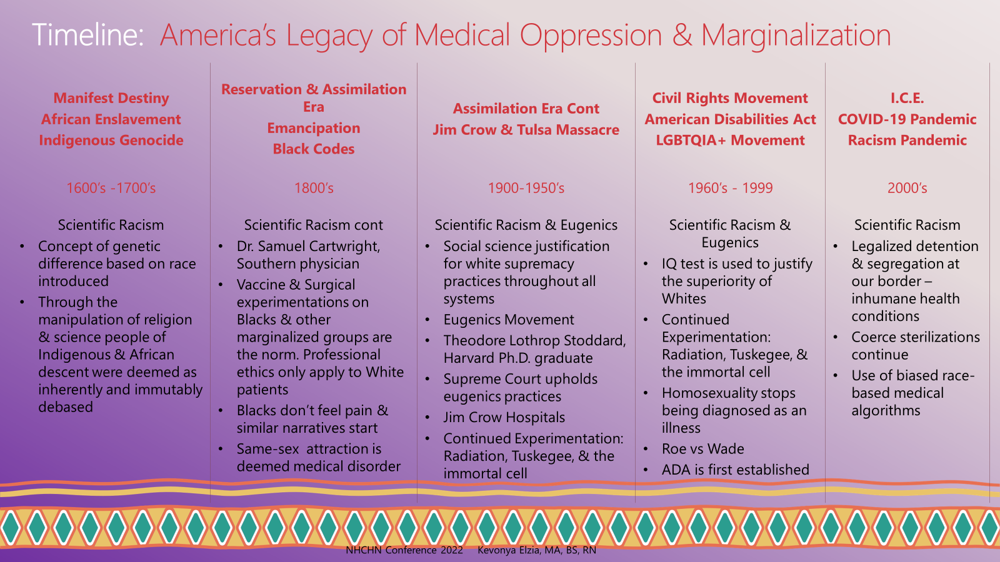 Timeline: America’s Legacy of Medical Oppression & Marginalization
Manifest Destiny
African Enslavement
Indigenous Genocide
1600’s -1700’s
Scientific Racism
• Concept of genetic
difference based on race
introduced
• Through the
manipulation of religion
& science people of
Indigenous & African
descent were deemed as
inherently and immutably
debased
Reservation & Assimilation
Era
Emancipation
Black Codes
1800’s
Scientific Racism cont
• Dr. Samuel Cartwright,
Southern physician
• Vaccine & Surgical
experimentations on
Blacks & other
marginalized groups are
the norm. Professional
ethics only apply to White
patients
• Blacks don’t feel pain &
similar narratives start
• Same-sex attraction is
deemed medical disorder
Assimilation Era Cont
Jim Crow & Tulsa Massacre
1900-1950’s
Scientific Racism & Eugenics
• Social science justification
for white supremacy
practices throughout all
systems
• Eugenics Movement
• Theodore Lothrop Stoddard,
Harvard Ph.D. graduate
• Supreme Court upholds
eugenics practices
• Jim Crow Hospitals
• Continued Experimentation:
Radiation, Tuskegee, & the
immortal cell
Civil Rights Movement
American Disabilities Act
LGBTQIA+ Movement
1960’s - 1999
Scientific Racism &
Eugenics
• IQ test is used to justify
the superiority of
Whites
• Continued
Experimentation:
Radiation, Tuskegee, &
the immortal cell
• Homosexuality stops
being diagnosed as an
illness
• Roe vs Wade
• ADA is first established
I.C.E.
COVID-19 Pandemic
Racism Pandemic
2000’s
Scientific Racism
• Legalized detention
& segregation at
our border –
inhumane health
conditions
• Coerce sterilizations
continue
• Use of biased race-
based medical
algorithms
NHCHN Conference 2022 Kevonya Elzia, MA, BS, RN